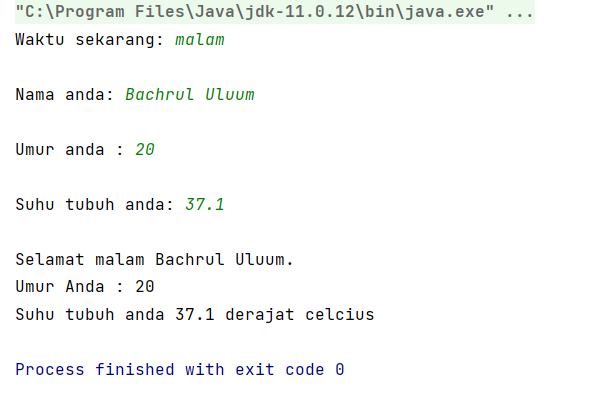 "C:\Program Files\Java\jdk-11.0.12\bin\java.exe" ...
Waktu sekarang: malam
Nama anda: Bachrul Uluum
Umur anda : 20
Suhu tubuh anda: 37.1
Selamat malam Bachrul Uluum.
Umur Anda : 20
Suhu tubuh anda 37.1 derajat celcius
Process finished with exit code 0